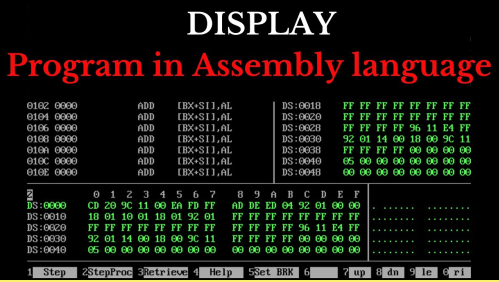 DISPLAY
Program in Assembly language
0102 0000 ADD [BX+SI],AL DS:0018 FF FF FF FF FF FF FF FF
0104 0000 ADD [BX+SI],AL DS:0020 FF FF FF FF FF FF FF FF
0106 0000 ADD [BX+SI],AL DS:0028 FF FF FF FF 96 11 E4 FF
0108 0000 ADD [BX+SI],AL DS:0030 92 01 14 00 18 00 9C 11
010A 0000 ADD [BX+SI],AL DS:0038 FF FF FF FF 00 00 00 00
010C 0000 ADD [BX+SI],AL DS:0040 05 00 00 00 00 00 00 00
010E 0000 ADD [BX+SI],AL DS:0048 00 00 00 00 00 00 00 00
2 0 1 2 3 4 5 6 7 8 9 A B C D E F
DS:0000 CD 20 9C 11 00 EA FD FF AD DE ED 04 92 01 00 00
DS:0010 18 01 10 01 18 01 92 01 FF FF FF FF FF FF FF FF
DS:0020 FF FF FF FF FF FF FF FF FF FF FF FF 96 11 E4 FF
DS:0030 92 01 14 00 18 00 9C 11 FF FF FF FF 00 00 00 00
DS:0040 05 00 00 00 00 00 00 00 00 00 00 00 00 00 00 00
1 Step 2StepProc 3Retrieve 4 Help 5Set BRK 6 7 up 8 dn 9 le 0 ri